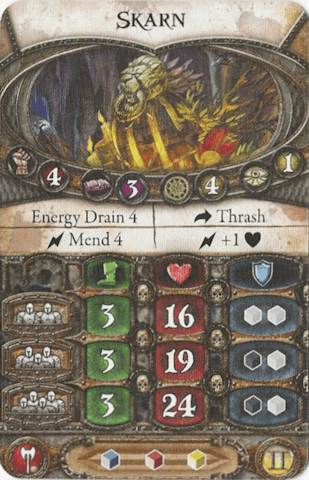 SKARN
4 3 4 1
Energy Drain 4 Thrash
Mend 4 +1
3 16
3 19
3 24
II